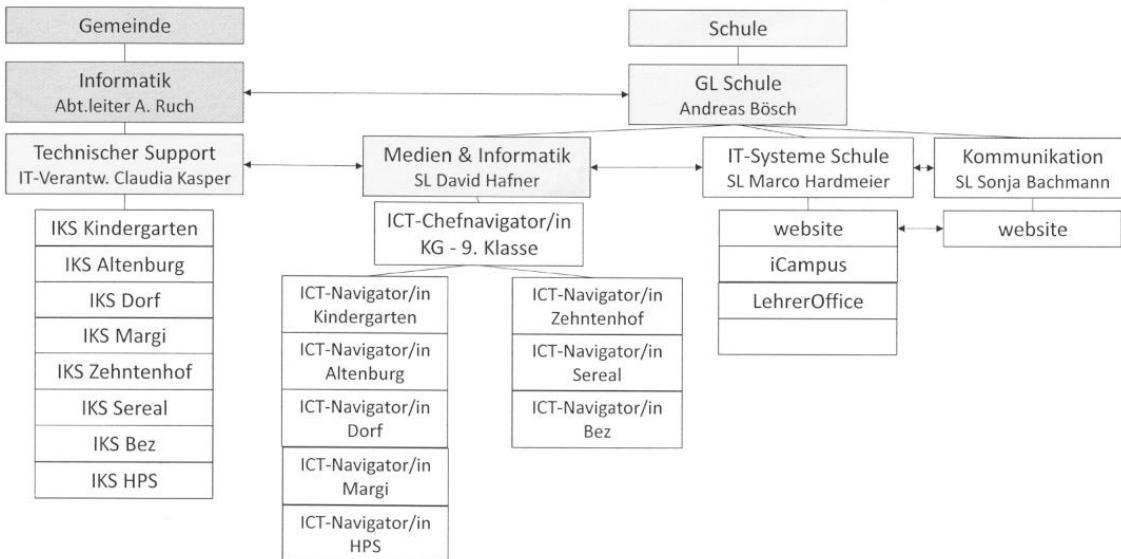 Gemeinde
Informatik
Abt.leiter A. Ruch
Technischer Support
IT-Verantw. Claudia Kasper
IKS Kindergarten
IKS Altenburg
IKS Dorf
IKS Margi
IKS Zehntenhof
IKS Sereal
IKS Bez
IKS HPS
Schule
GL Schule
Andreas Bösch
Medien & Informatik
SL David Hafner
ICT-Chefnavigator/in
KG - 9. Klasse
ICT-Navigator/in
Kindergarten
ICT-Navigator/in
Altenburg
ICT-Navigator/in
Dorf
ICT-Navigator/in
Margi
ICT-Navigator/in
HPS
ICT-Navigator/in
Zehntenhof
ICT-Navigator/in
Sereal
ICT-Navigator/in
Bez
IT-Systeme Schule
SL Marco Hardmeier
website
iCampus
LehrerOffice
Kommunikation
SL Sonja Bachmann
website